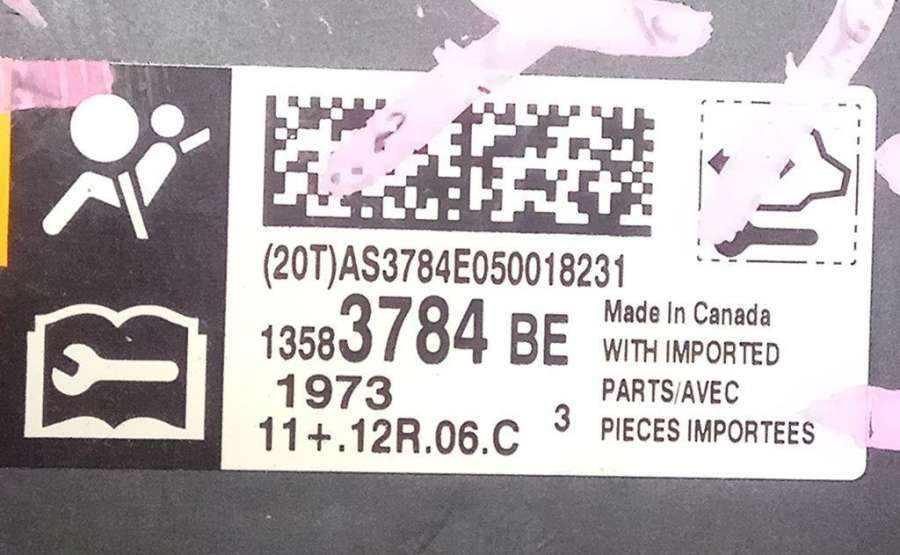 (20T)AS3784E050018231
13583784 BE
1973
11+.12R.06.C 3
Made In Canada
WITH IMPORTED
PARTS/AVEC
PIECES IMPORTEES